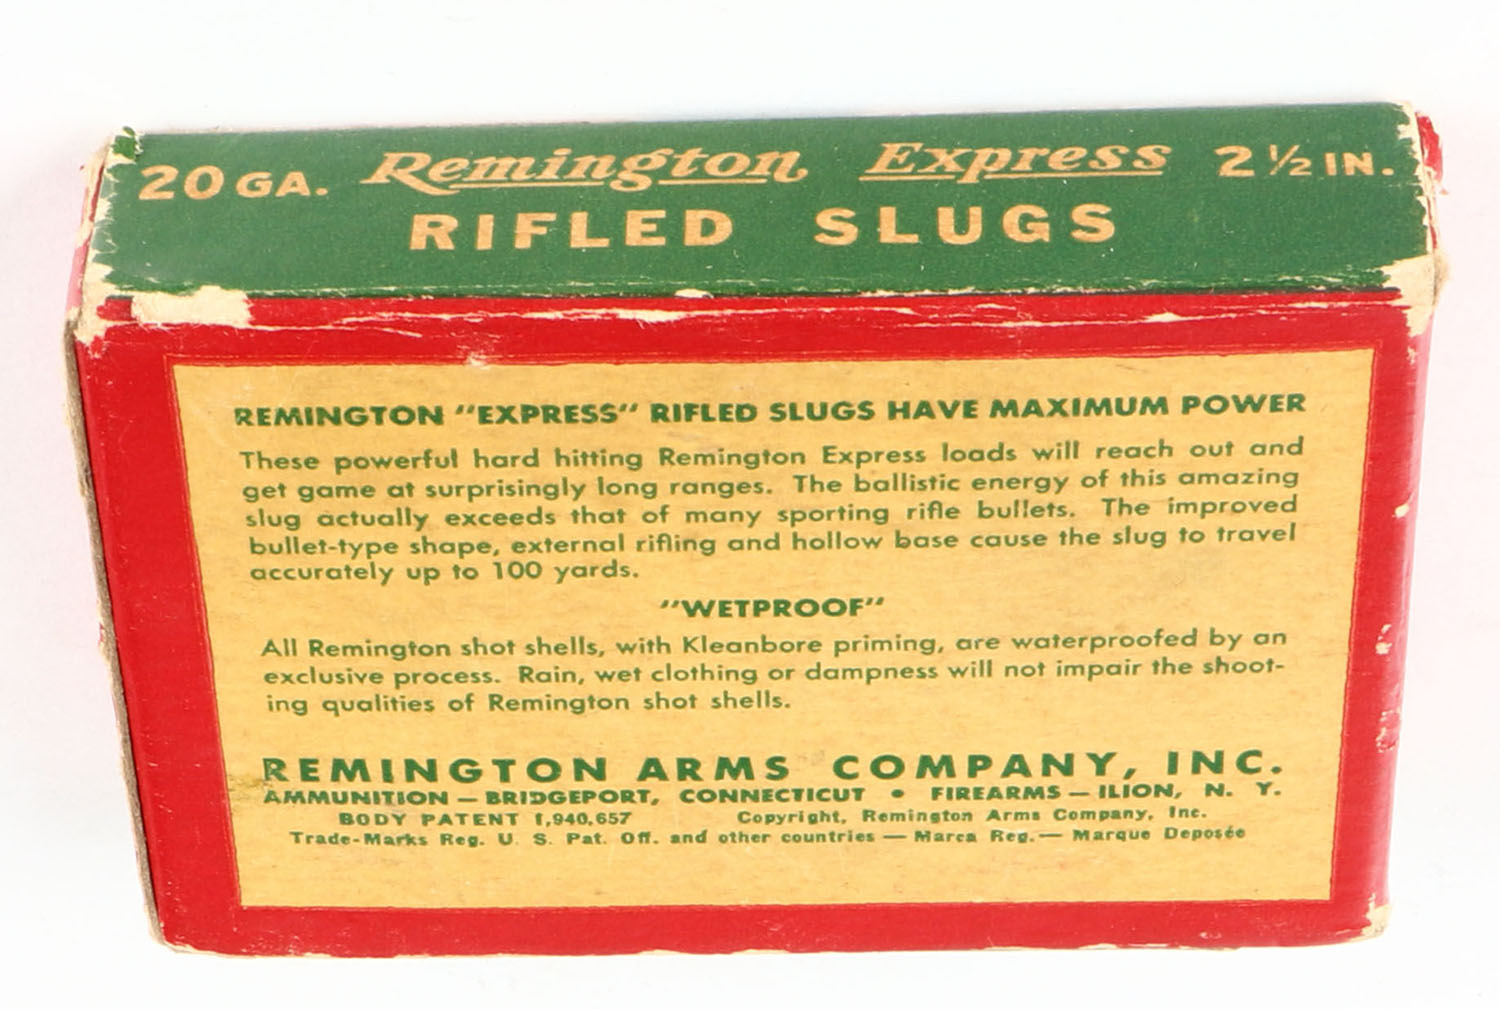 20 GA. Remington Express 2 ½ IN.
RIFLED SLUGS
REMINGTON "EXPRESS" RIFLED SLUGS HAVE MAXIMUM POWER
These powerful hard hitting Remington Express loads will reach out and
get game at surprisingly long ranges. The ballistic energy of this amazing
slug actually exceeds that of many sporting rifle bullets. The improved
bullet-type shape, external rifling and hollow base cause the slug to travel
accurately up to 100 yards.
"WETPROOF"
All Remington shot shells, with Kleanbore priming, are waterproofed by an
exclusive process. Rain, wet clothing or dampness will not impair the shoot-
ing qualities of Remington shot shells.
REMINGTON ARMS COMPANY, INC.
AMMUNITION — BRIDGEPORT, CONNECTICUT • FIREARMS — ILION, N. Y.
BODY PATENT 1,940,657 Copyright, Remington Arms Company, Inc.
Trade-Marks Reg. U. S. Pat. Off. and other countries — Marca Reg. — Marque Deposée